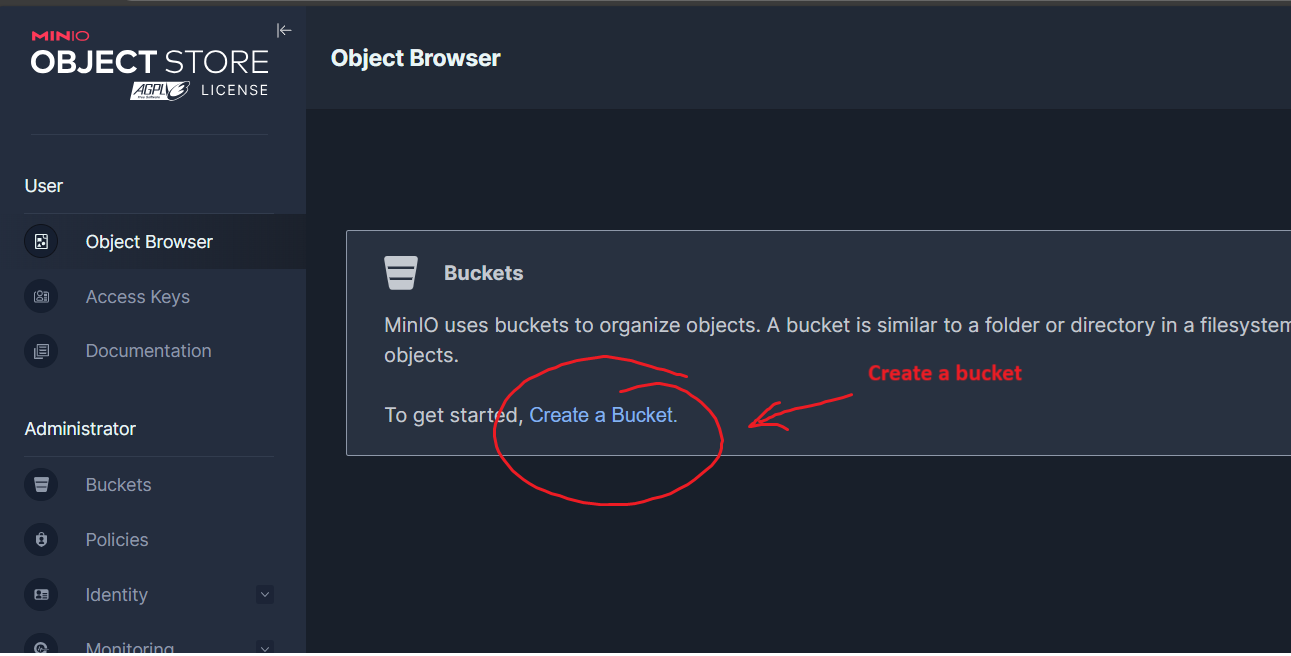 MINIO
OBJECT STORE
AGPLv3 LICENSE
Free Software
User
Object Browser
Access Keys
Documentation
Administrator
Buckets
Policies
Identity
Monitoring
Object Browser
Buckets
MinIO uses buckets to organize objects. A bucket is similar to a folder or directory in a filesystem
objects.
To get started, Create a Bucket.
Create a bucket